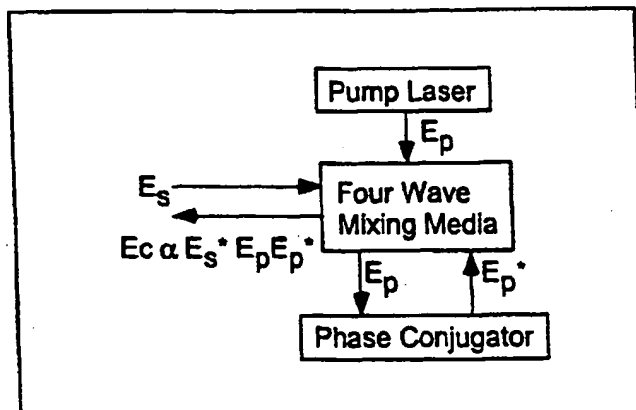 Pump Laser
Ep
Es
Four Wave
Mixing Media
Ec α Es* EpEp*
Ep
Ep*
Phase Conjugator